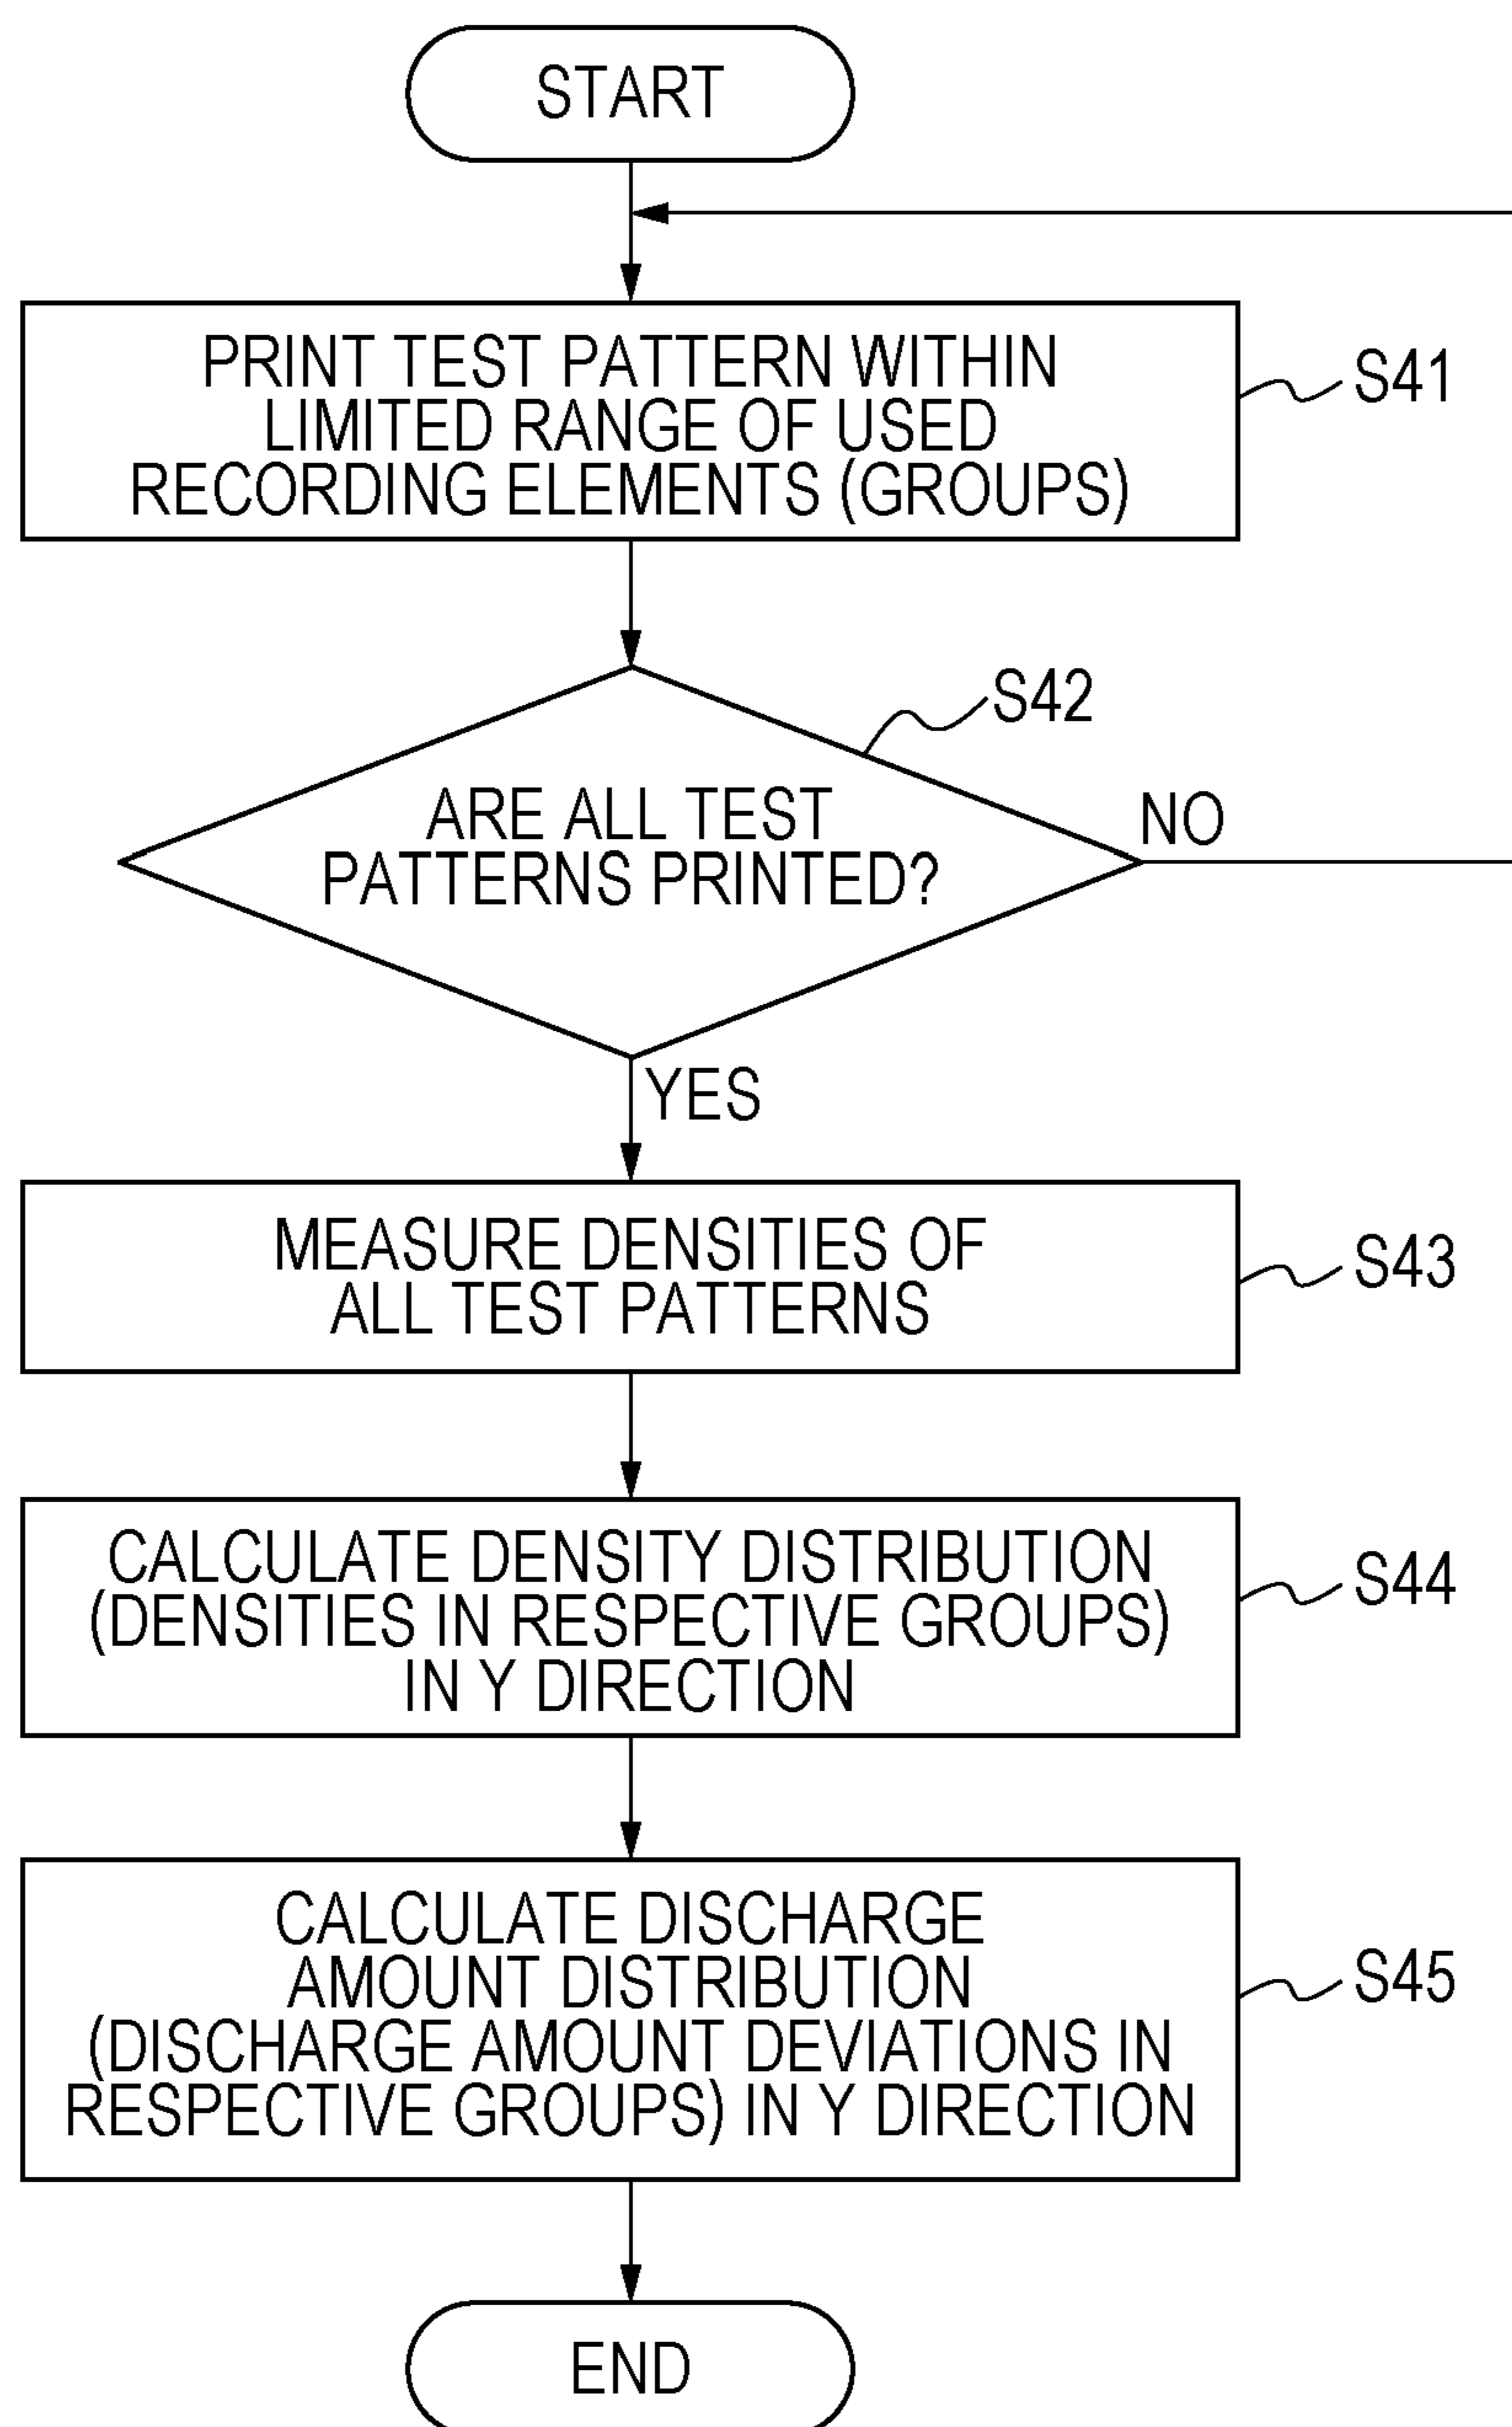 START
PRINT TEST PATTERN WITHIN
LIMITED RANGE OF USED
RECORDING ELEMENTS (GROUPS)
S41
S42
ARE ALL TEST
PATTERNS PRINTED?
NO
YES
MEASURE DENSITIES OF
ALL TEST PATTERNS
S43
CALCULATE DENSITY DISTRIBUTION
(DENSITIES IN RESPECTIVE GROUPS)
IN Y DIRECTION
S44
CALCULATE DISCHARGE
AMOUNT DISTRIBUTION
(DISCHARGE AMOUNT DEVIATIONS IN
RESPECTIVE GROUPS) IN Y DIRECTION
S45
END